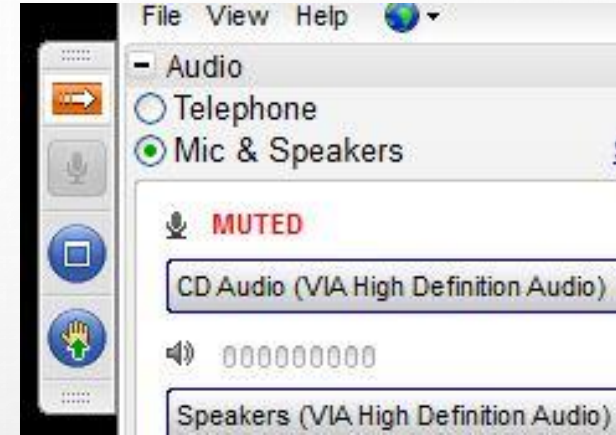 File View Help
Audio
Telephone
Mic & Speakers
MUTED
CD Audio (VIA High Definition Audio)
Speakers (VIA High Definition Audio)